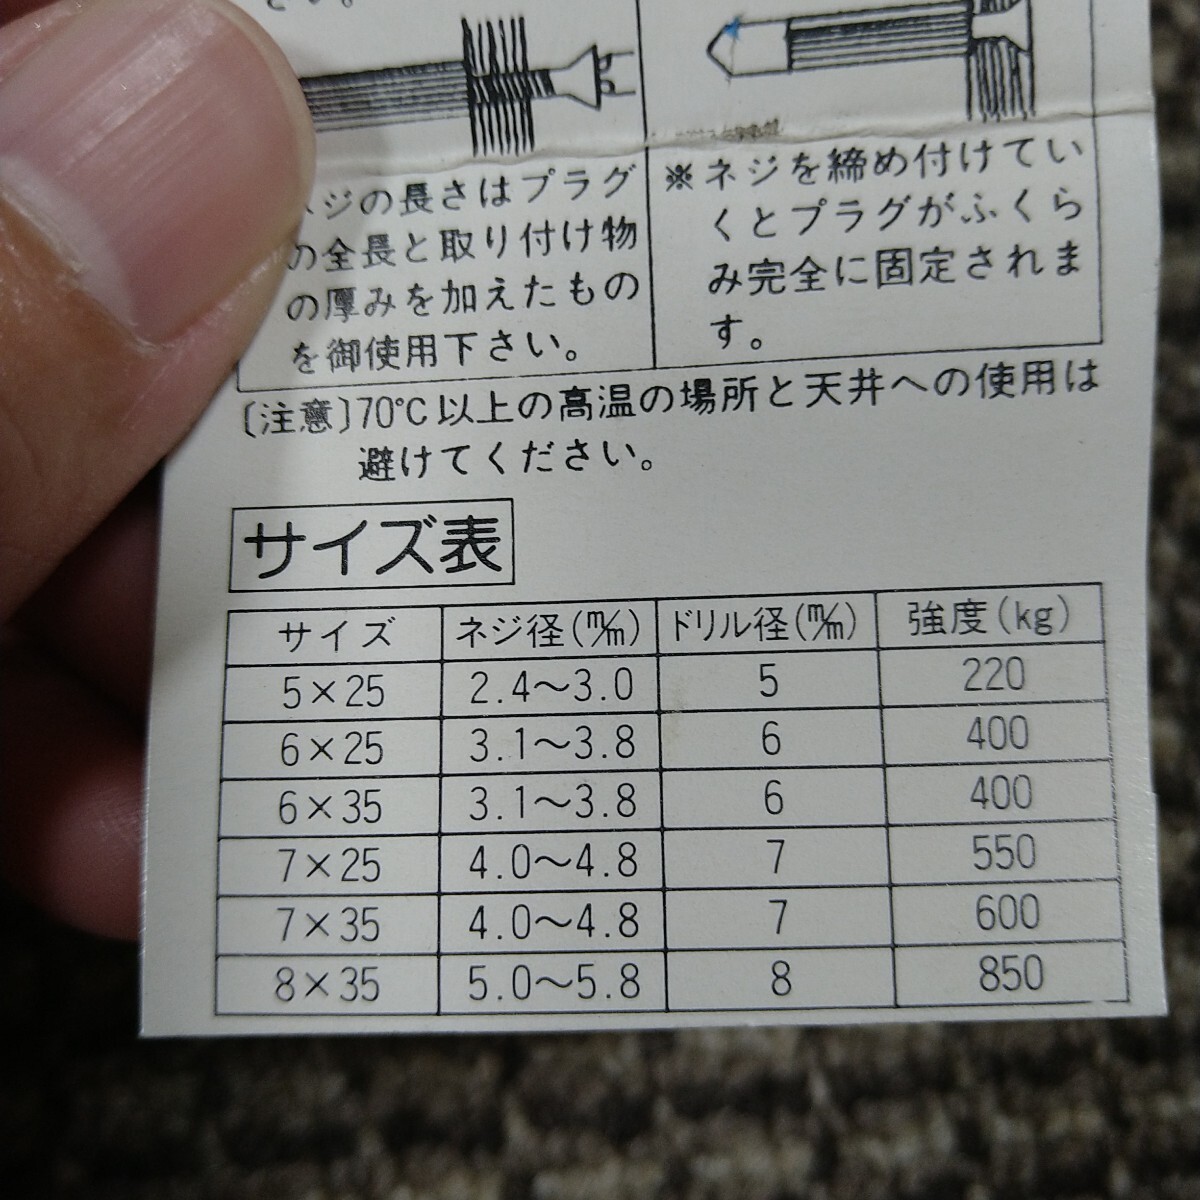 さい。
ネジの長さはプラグ
の全長と取り付け物
の厚みを加えたもの
を御使用下さい。
※ネジを締め付けてい
くとプラグがふくら
み完全に固定されま
す。
〔注意〕70℃以上の高温の場所と天井への使用は
避けてください。
サイズ表
サイズ ネジ径(m/m) ドリル径(m/m) 強度(kg)
5×25 2.4〜3.0 5 220
6×25 3.1〜3.8 6 400
6×35 3.1〜3.8 6 400
7×25 4.0〜4.8 7 550
7×35 4.0〜4.8 7 600
8×35 5.0〜5.8 8 850